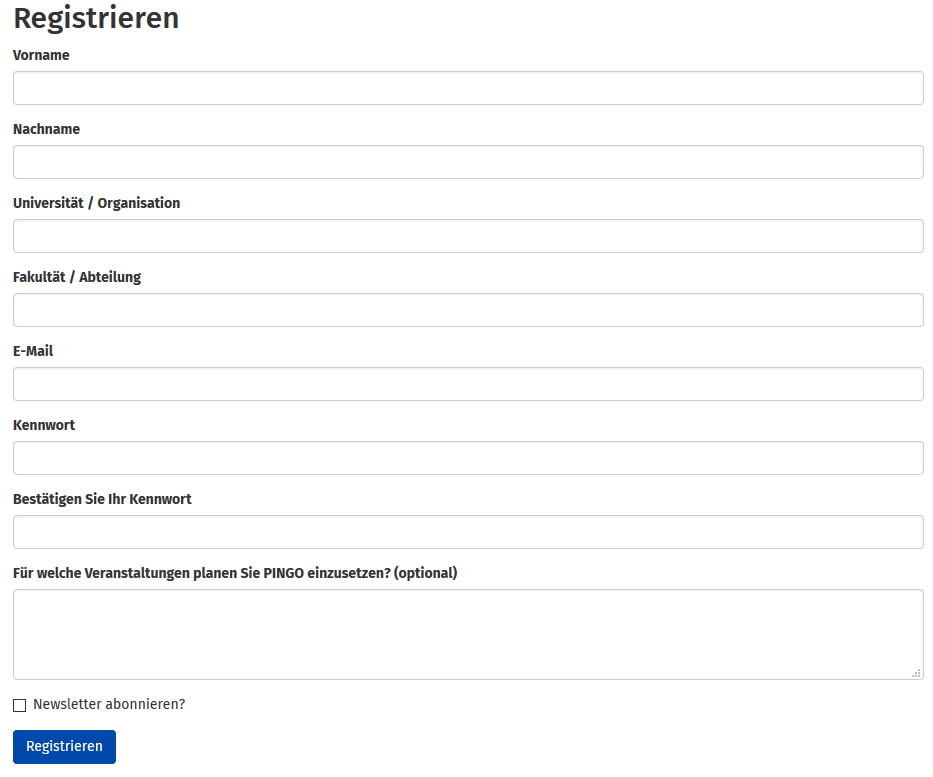 Registrieren
Vorname
Nachname
Universität / Organisation
Fakultät / Abteilung
E-Mail
Kennwort
Bestätigen Sie Ihr Kennwort
Für welche Veranstaltungen planen Sie PINGO einzusetzen? (optional)
Newsletter abonnieren?
Registrieren